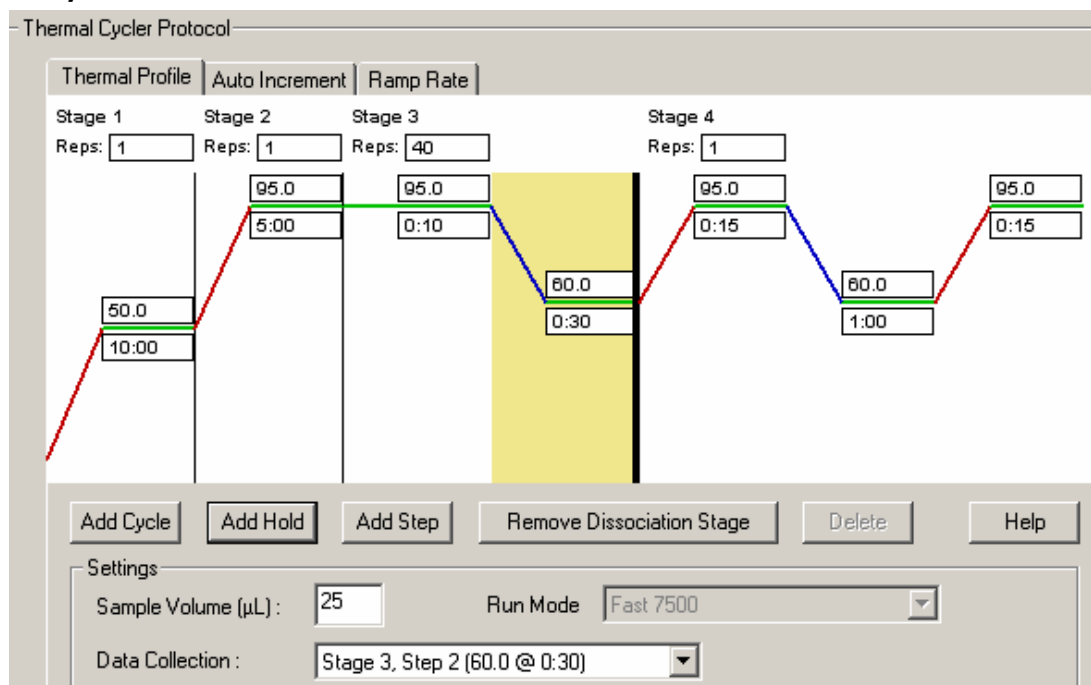 Thermal Cycler Protocol
Thermal Profile Auto Increment Ramp Rate
Stage 1 Stage 2 Stage 3 Stage 4
Reps: 1 Reps: 1 Reps: 40 Reps: 1
95.0 95.0 95.0 95.0
5:00 0:10 0:15 0:15
60.0 60.0
50.0 0:30 1:00
10:00
Add Cycle Add Hold Add Step Remove Dissociation Stage Delete Help
Settings
Sample Volume (µL) : 25 Run Mode Fast 7500
Data Collection : Stage 3, Step 2 (60.0 @ 0:30)